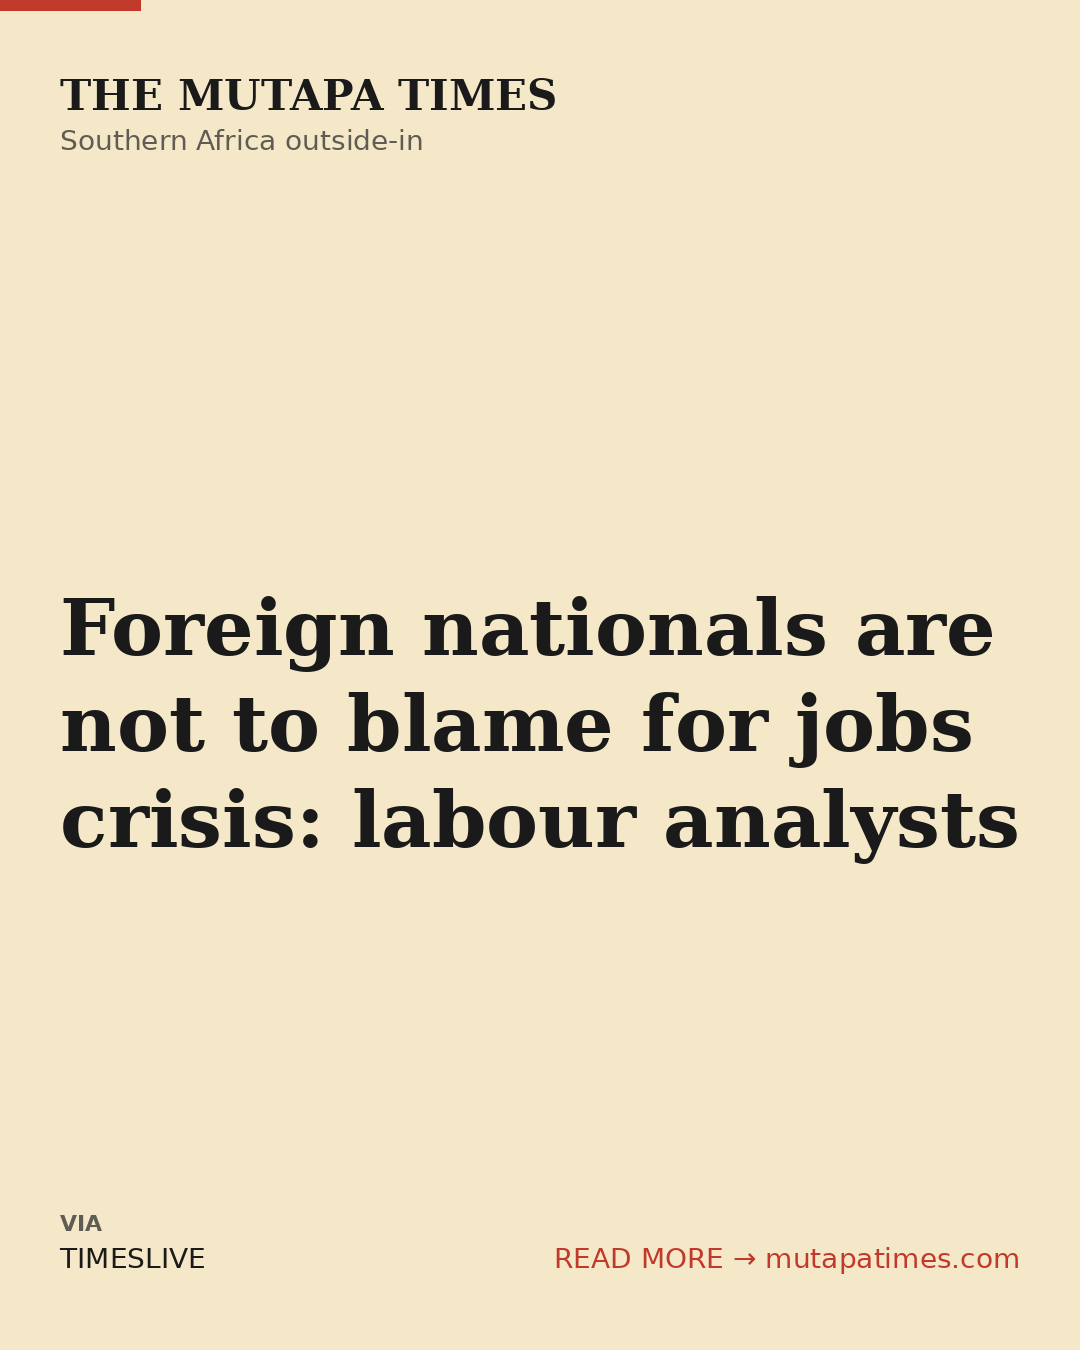 THE MUTAPA TIMES
Southern Africa outside-in
Foreign nationals are
not to blame for jobs
crisis: labour analysts
VIA
TIMESLIVE
READ MORE → mutapatimes.com